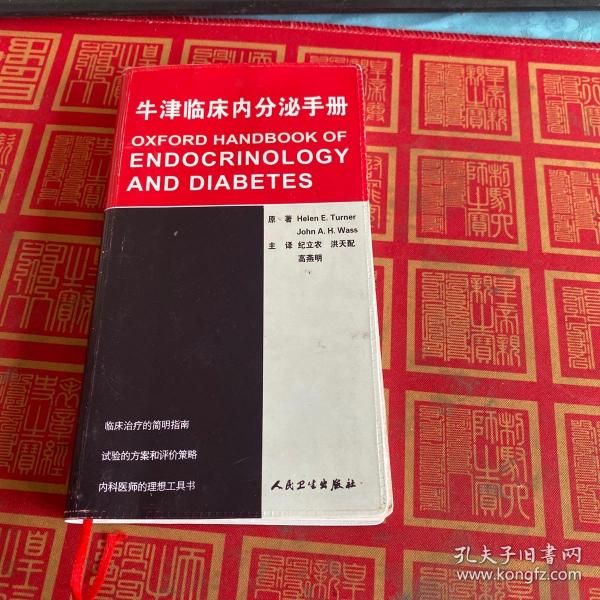 牛津临床内分泌手册
OXFORD HANDBOOK OF
ENDOCRINOLOGY
AND DIABETES
原 著 Helen E. Turner
John A. H. Wass
主 译 纪立农 洪天配
高燕明
临床治疗的简明指南
试验的方案和评价策略
内科医师的理想工具书
人民卫生出版社
孔夫子旧书网
www.kongfz.com